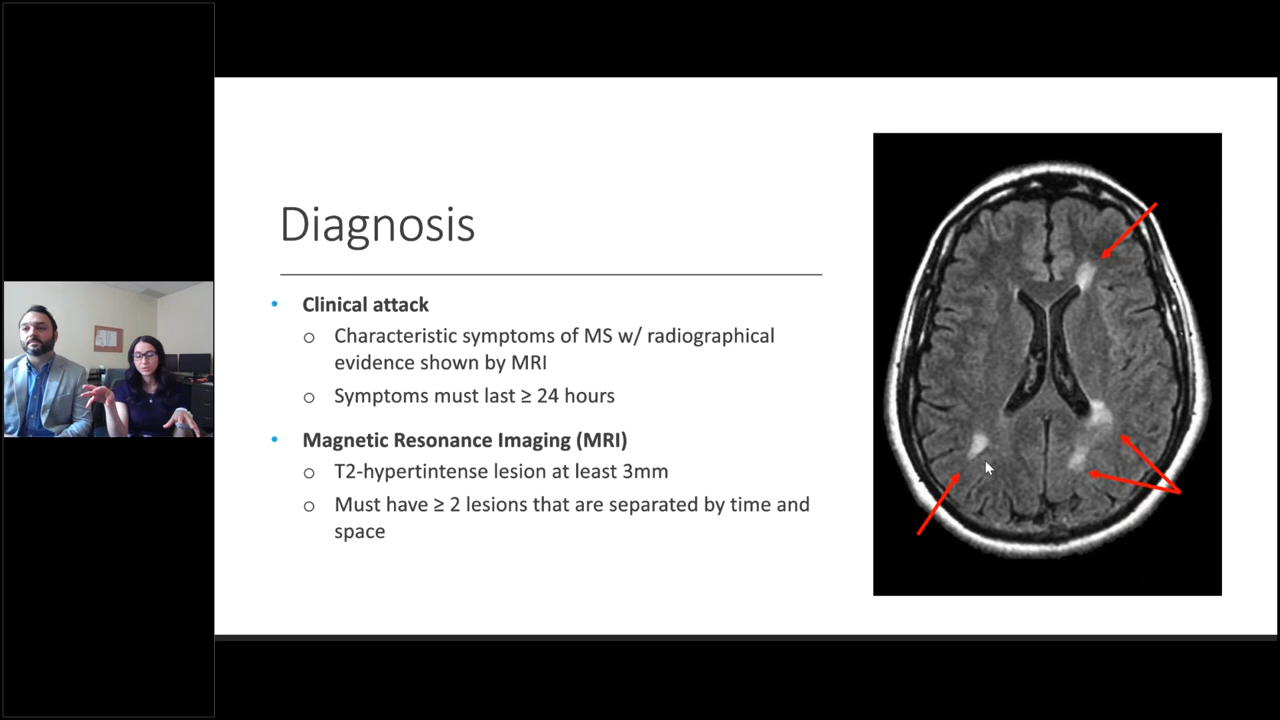 Diagnosis
• Clinical attack
o Characteristic symptoms of MS w/ radiographical
evidence shown by MRI
o Symptoms must last ≥ 24 hours
• Magnetic Resonance Imaging (MRI)
o T2-hypertintense lesion at least 3mm
o Must have ≥ 2 lesions that are separated by time and
space